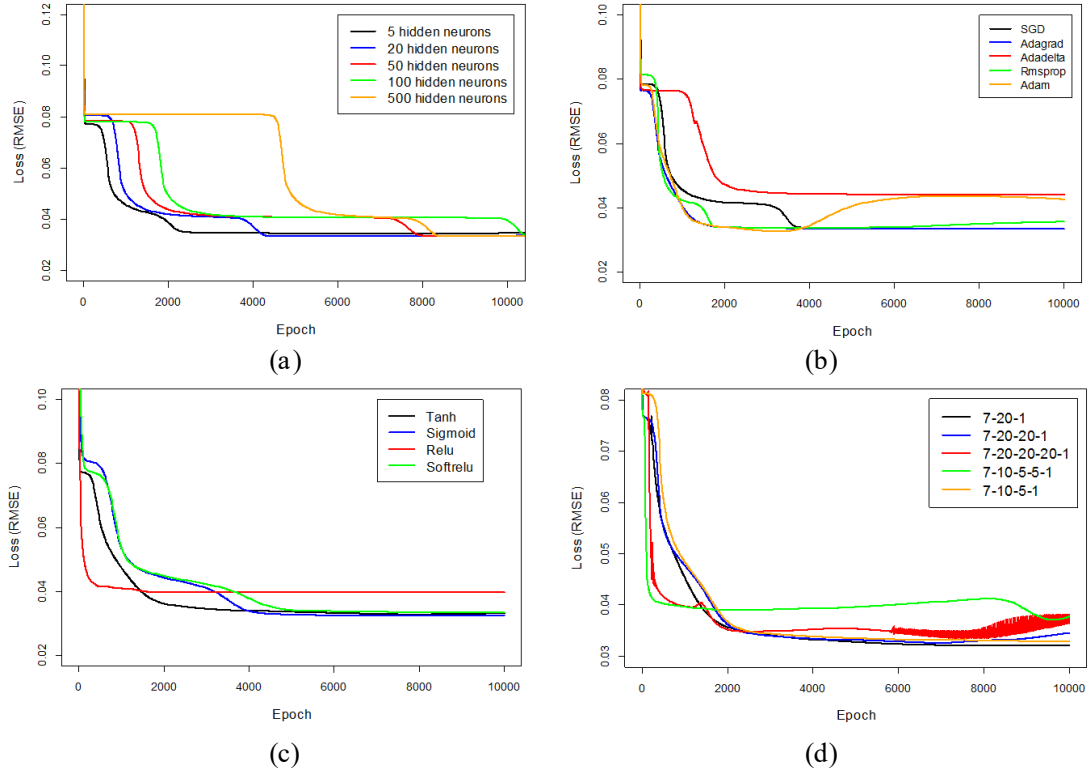 0.12
0.10
0.08
0.06
0.04
0.02
Loss (RMSE)
5 hidden neurons
20 hidden neurons
50 hidden neurons
100 hidden neurons
500 hidden neurons
0 2000 4000 6000 8000 10000
Epoch
(a)
0.10
0.08
0.06
0.04
0.02
Loss (RMSE)
SGD
Adagrad
Adadelta
Rmsprop
Adam
0 2000 4000 6000 8000 10000
Epoch
(b)
0.10
0.08
0.06
0.04
0.02
Loss (RMSE)
Tanh
Sigmoid
Relu
Softrelu
0 2000 4000 6000 8000 10000
Epoch
(c)
0.08
0.07
0.06
0.05
0.04
0.03
Loss (RMSE)
7-20-1
7-20-20-1
7-20-20-20-1
7-10-5-5-1
7-10-5-1
0 2000 4000 6000 8000 10000
Epoch
(d)